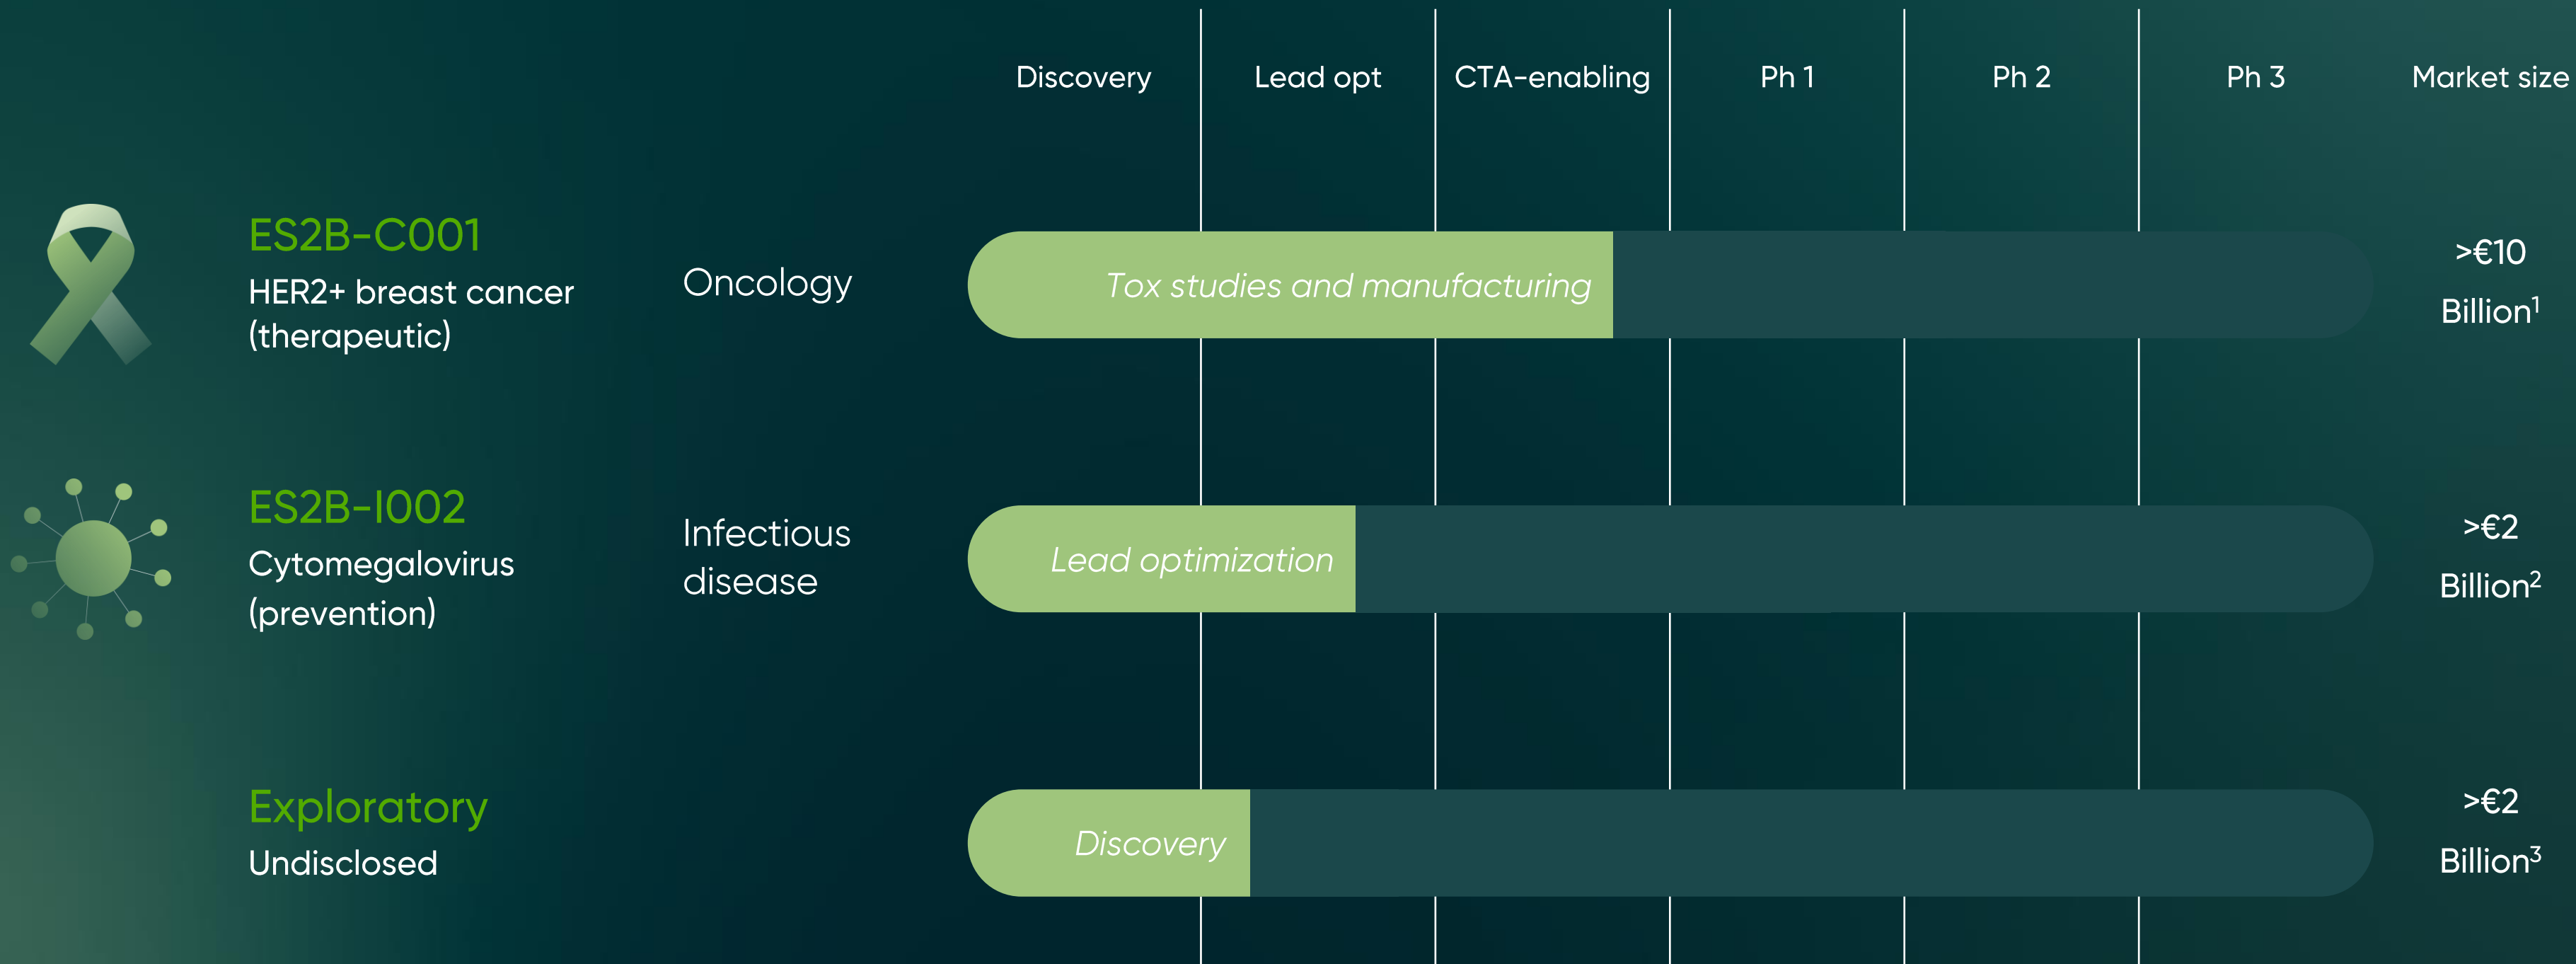 Discovery
Lead opt
CTA-enabling
Ph 1
Ph 2
Ph 3
Market size
ES2B-C001
HER2+ breast cancer
(therapeutic)
Oncology
Tox studies and manufacturing
>€10
Billion¹
ES2B-I002
Cytomegalovirus
(prevention)
Infectious
disease
Lead optimization
>€2
Billion²
Exploratory
Undisclosed
Discovery
>€2
Billion³